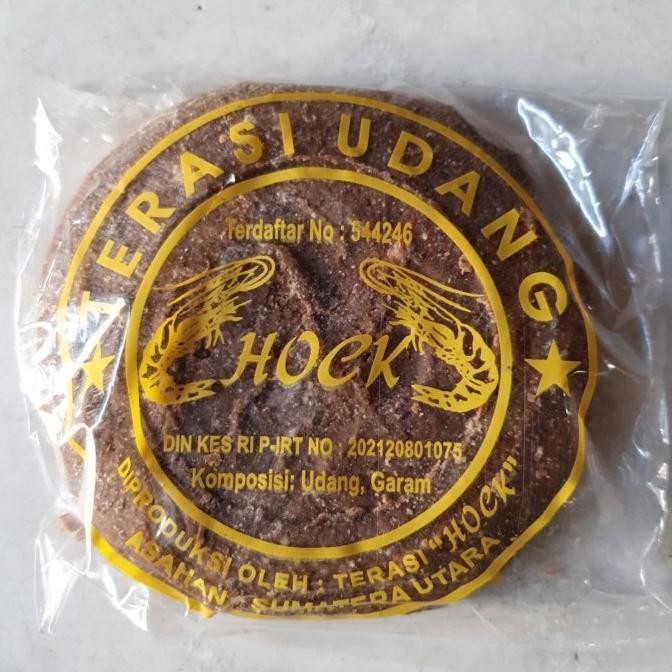 TERASI UDANG
Terdaftar No : 544246
HOCK
DIN KES RI P-IRT NO : 202120801075
Komposisi: Udang, Garam
DIPRODUKSI OLEH : TERASI "HOCK"
ASAHAN - SUMATERA UTARA